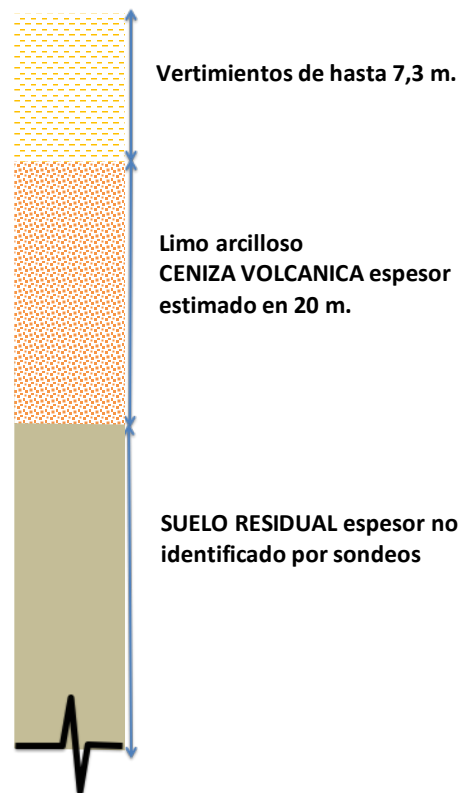 Vertimientos de hasta 7,3 m.
Limo arcilloso
CENIZA VOLCANICA espesor
estimado en 20 m.
SUELO RESIDUAL espesor no
identificado por sondeos